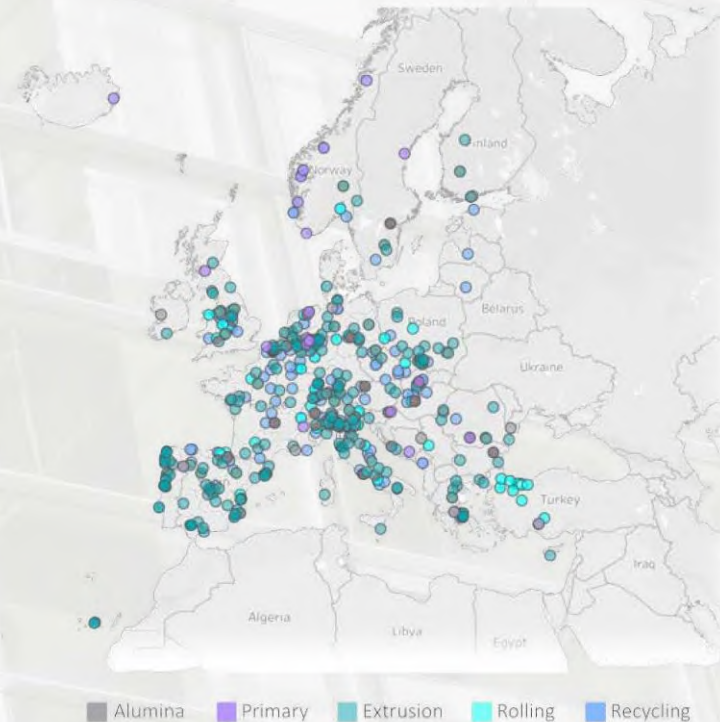 Sweden
inland
Norway
Poland
Belarus
Ukraine
Turkey
Iraq
Algeria
Libya
Egypt
Alumina Primary Extrusion Rolling Recycling